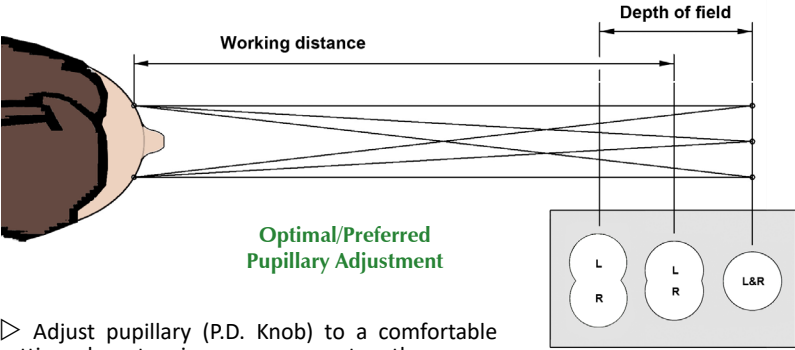 Depth of field
Working distance
Optimal/Preferred
Pupillary Adjustment
L
R
L
R
L&R
▷ Adjust pupillary (P.D. Knob) to a comfortable